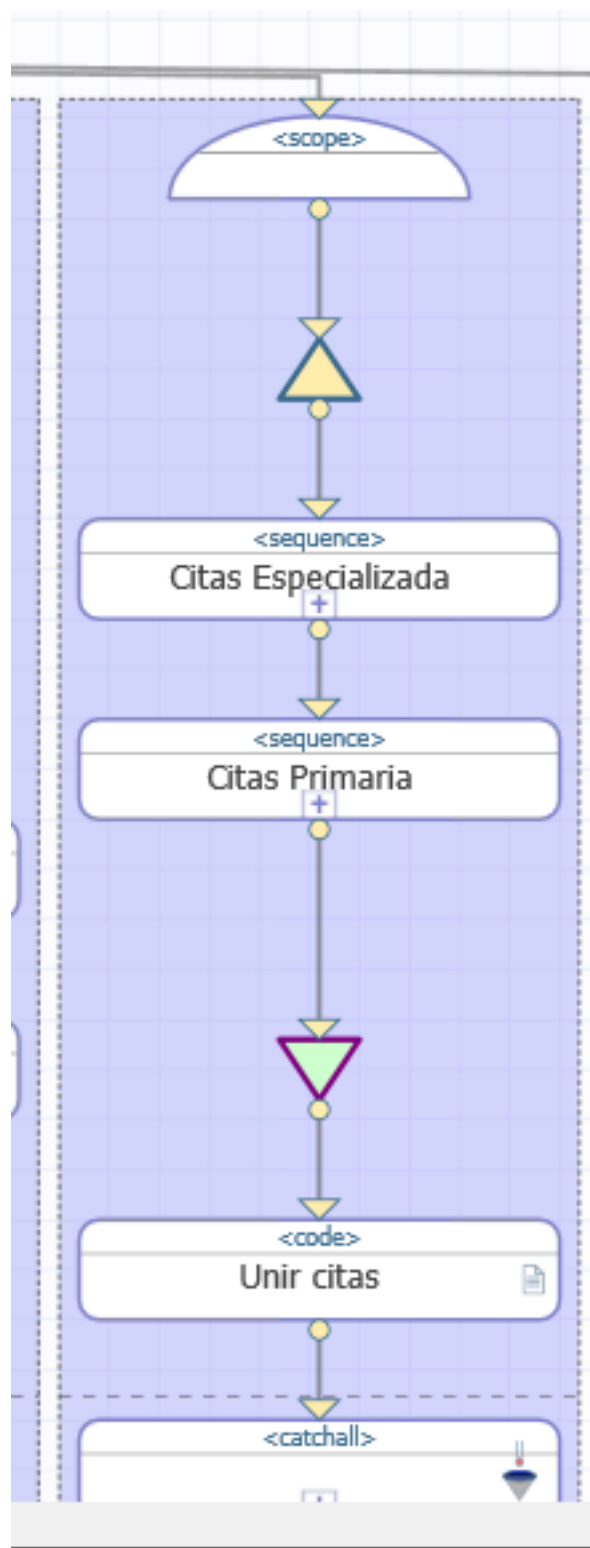 <scope>
<sequence>
Citas Especializada
<sequence>
Citas Primaria
<code>
Unir citas
<catchall>